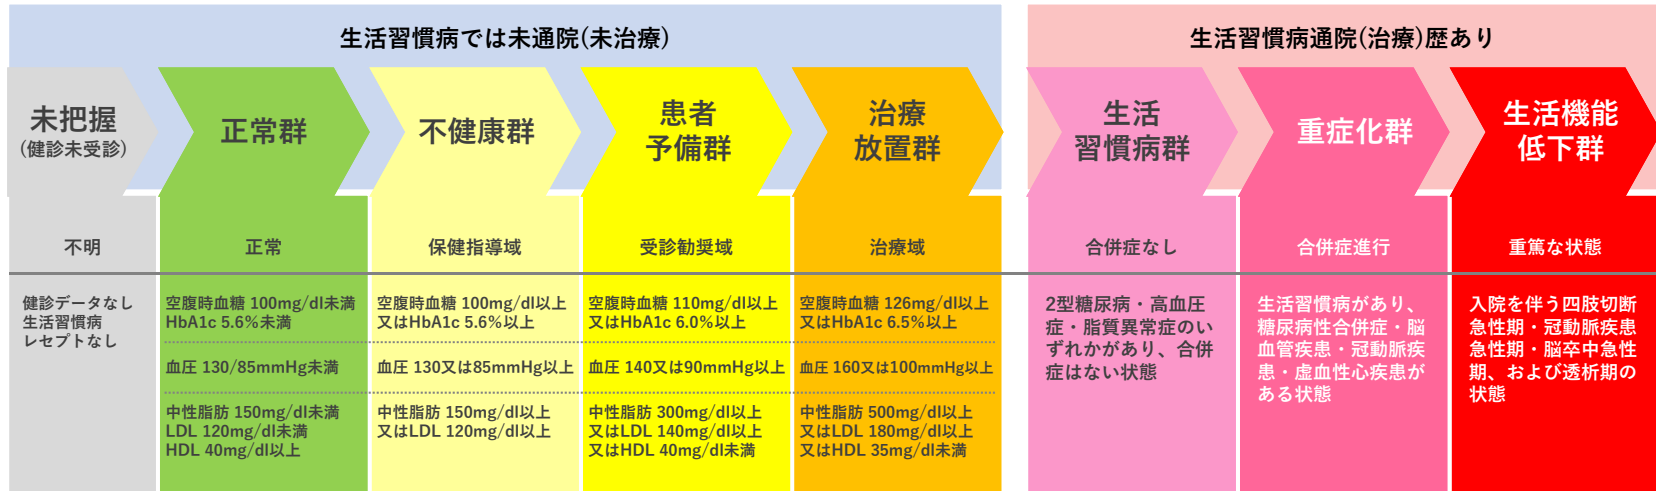 生活習慣病では未通院(未治療)
生活習慣病通院(治療)歴あり
未把握
(健診未受診)
正常群
不健康群
患者
予備群
治療
放置群
生活
習慣病群
重症化群
生活機能
低下群
不明
正常
保健指導域
受診勧奨域
治療域
合併症なし
合併症進行
重篤な状態
健診データなし
生活習慣病
レセプトなし
空腹時血糖 100mg/dl未満
HbA1c 5.6%未満
血圧 130/85mmHg未満
中性脂肪 150mg/dl未満
LDL 120mg/dl未満
HDL 40mg/dl以上
空腹時血糖 100mg/dl以上
又はHbA1c 5.6%以上
血圧 130又は85mmHg以上
中性脂肪 150mg/dl以上
又はLDL 120mg/dl以上
空腹時血糖 110mg/dl以上
又はHbA1c 6.0%以上
血圧 140又は90mmHg以上
中性脂肪 300mg/dl以上
又はLDL 140mg/dl以上
又はHDL 40mg/dl未満
空腹時血糖 126mg/dl以上
又はHbA1c 6.5%以上
血圧 160又は100mmHg以上
中性脂肪 500mg/dl以上
又はLDL 180mg/dl以上
又はHDL 35mg/dl未満
2型糖尿病・高血圧
症・脂質異常症のい
ずれかがあり、合併
症はない状態
生活習慣病があり、
糖尿病性合併症・脳
血管疾患・冠動脈疾
患・虚血性心疾患が
ある状態
入院を伴う四肢切断
急性期・冠動脈疾患
急性期・脳卒中急性
期、および透析期の
状態